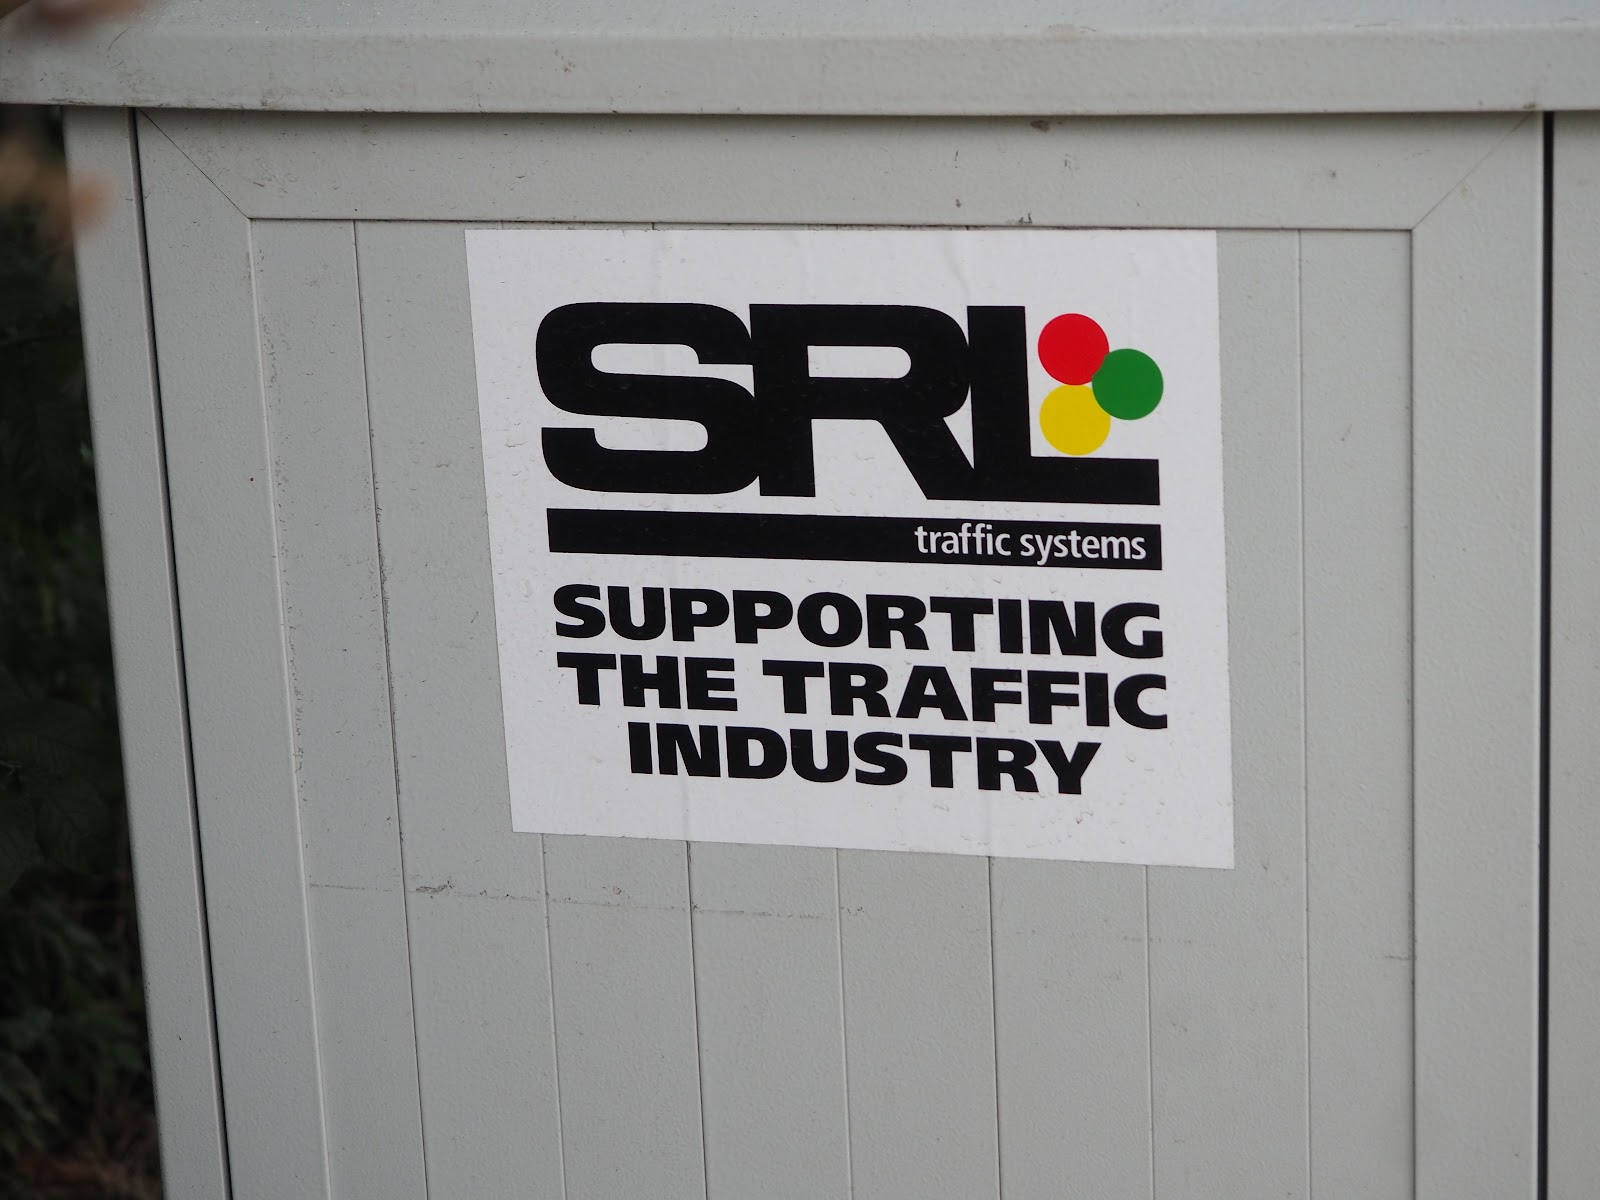 SRL
traffic systems
SUPPORTING
THE TRAFFIC
INDUSTRY